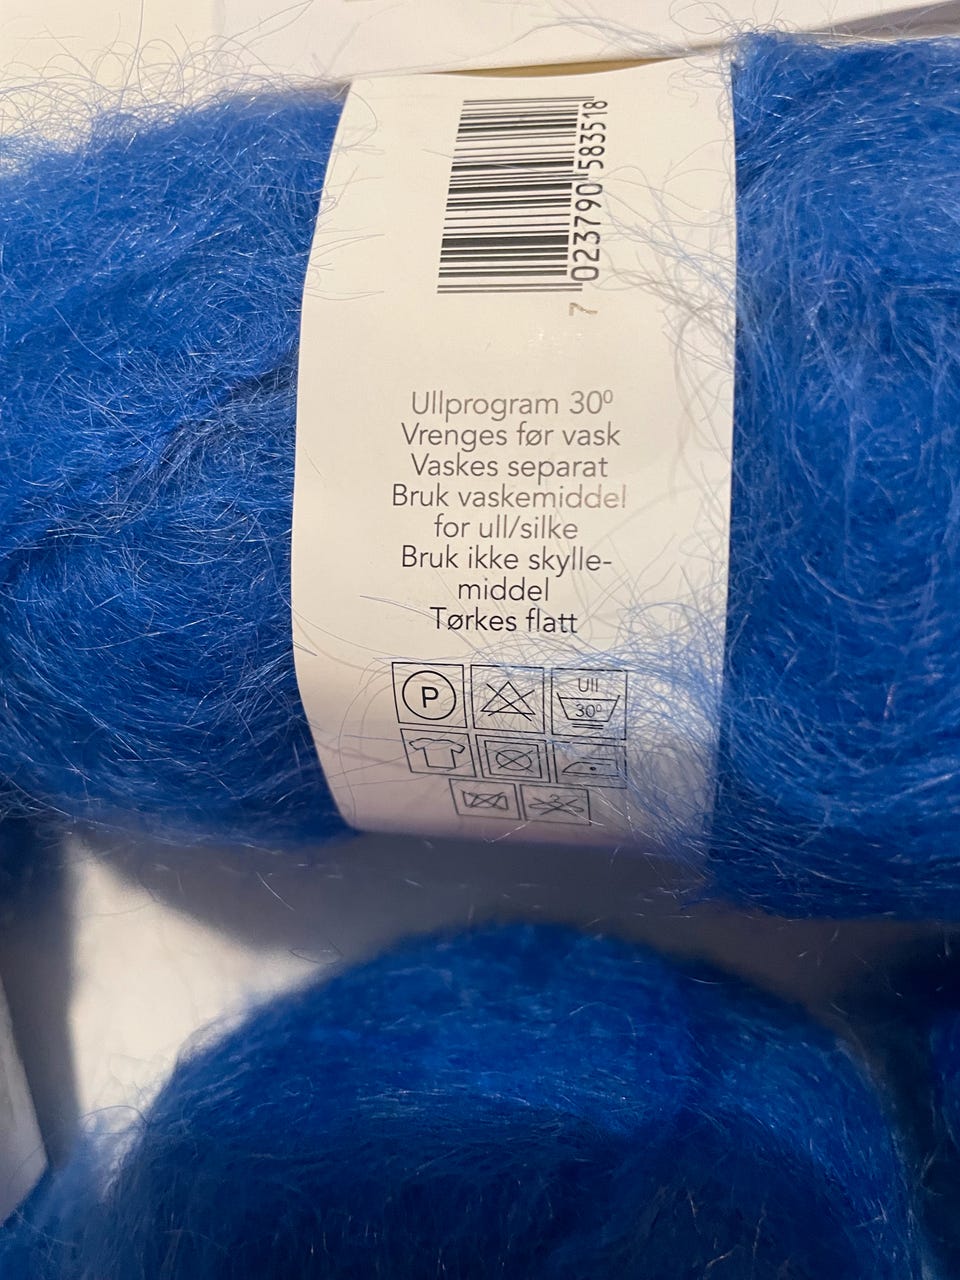 7 023790 583518
Ullprogram 30⁰
Vrenges før vask
Vaskes separat
Bruk vaskemiddel
for ull/silke
Bruk ikke skylle-
middel
Tørkes flatt
P
Ull
30⁰